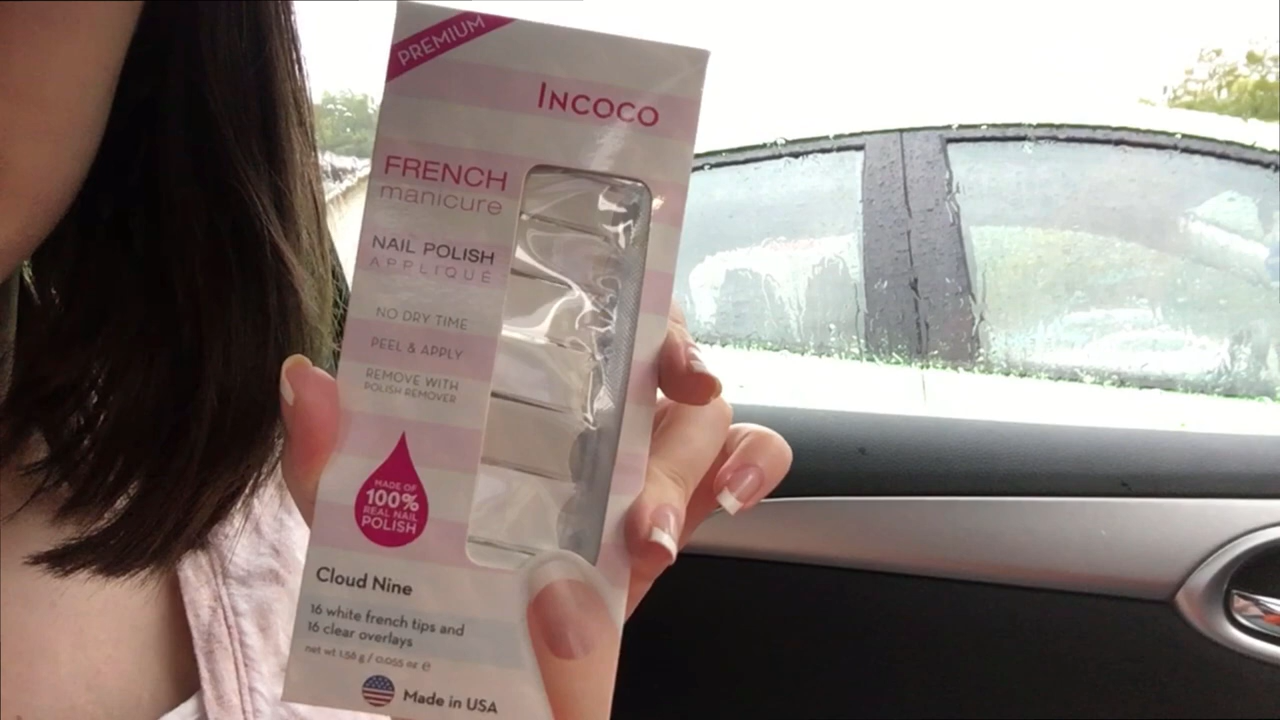 PREMIUM
INCOCO
FRENCH
manicure
NAIL POLISH
APPLIQUÉ
NO DRY TIME
PEEL & APPLY
REMOVE WITH
POLISH REMOVER
MADE OF
100%
REAL NAIL
POLISH
Cloud Nine
16 white french tips and
16 clear overlays
net wt 1.58 g / 0.055 oz ℮
Made in USA